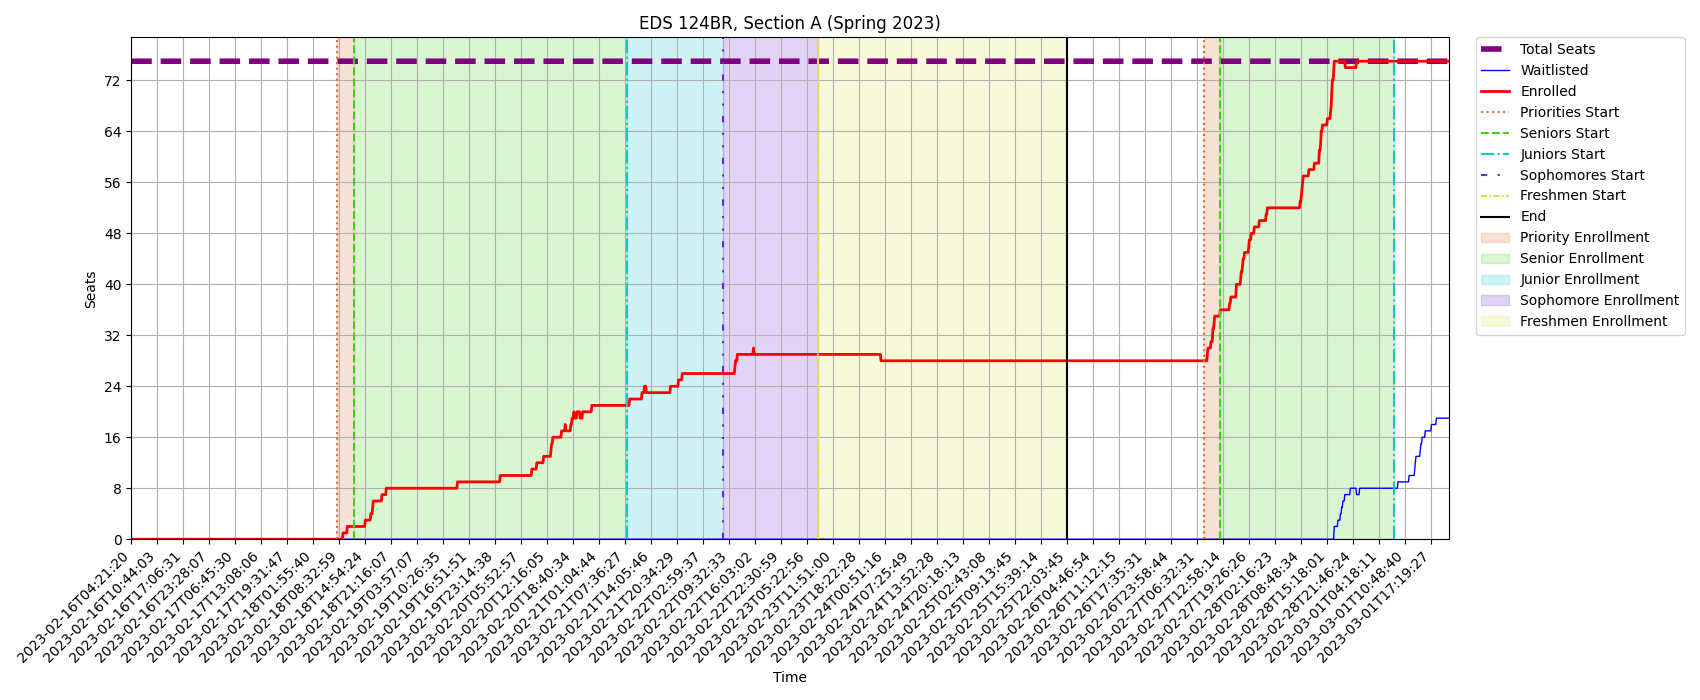 EDS 124BR, Section A (Spring 2023)
Seats
72
64
56
48
40
32
24
16
8
0
2023-02-16T04:21:20
2023-02-16T10:44:03
2023-02-16T17:06:31
2023-02-16T23:28:07
2023-02-17T06:45:30
2023-02-17T13:08:06
2023-02-17T19:31:47
2023-02-18T01:55:40
2023-02-18T08:32:59
2023-02-18T14:54:24
2023-02-18T21:16:07
2023-02-19T03:57:07
2023-02-19T10:26:35
2023-02-19T16:51:51
2023-02-19T23:14:38
2023-02-20T05:52:57
2023-02-20T12:16:05
2023-02-20T18:40:34
2023-02-21T01:04:44
2023-02-21T07:36:27
2023-02-21T14:05:46
2023-02-21T20:34:29
2023-02-22T02:59:37
2023-02-22T09:32:33
2023-02-22T16:03:02
2023-02-22T22:30:59
2023-02-23T05:22:56
2023-02-23T11:51:00
2023-02-23T18:22:28
2023-02-24T00:51:16
2023-02-24T07:25:49
2023-02-24T13:52:28
2023-02-24T20:18:13
2023-02-25T02:43:08
2023-02-25T09:13:45
2023-02-25T15:39:14
2023-02-25T22:03:45
2023-02-26T04:46:54
2023-02-26T11:12:15
2023-02-26T17:35:31
2023-02-26T23:58:44
2023-02-27T06:32:31
2023-02-27T12:58:14
2023-02-27T19:26:26
2023-02-28T02:16:23
2023-02-28T08:48:34
2023-02-28T15:18:01
2023-02-28T21:46:24
2023-03-01T04:18:11
2023-03-01T10:48:40
2023-03-01T17:19:27
Time
Total Seats
Waitlisted
Enrolled
Priorities Start
Seniors Start
Juniors Start
Sophomores Start
Freshmen Start
End
Priority Enrollment
Senior Enrollment
Junior Enrollment
Sophomore Enrollment
Freshmen Enrollment